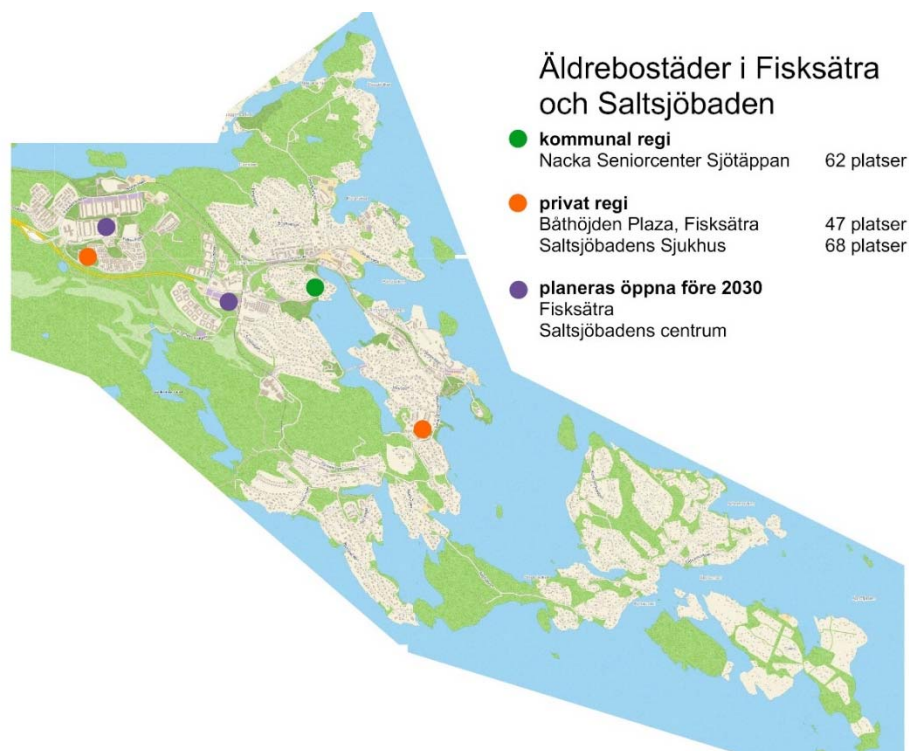 Äldrebostäder i Fisksätra
och Saltsjöbaden
kommunal regi
Nacka Seniorcenter Sjötäppan 62 platser
privat regi
Båthöjden Plaza, Fisksätra 47 platser
Saltsjöbadens Sjukhus 68 platser
planeras öppna före 2030
Fisksätra
Saltsjöbadens centrum